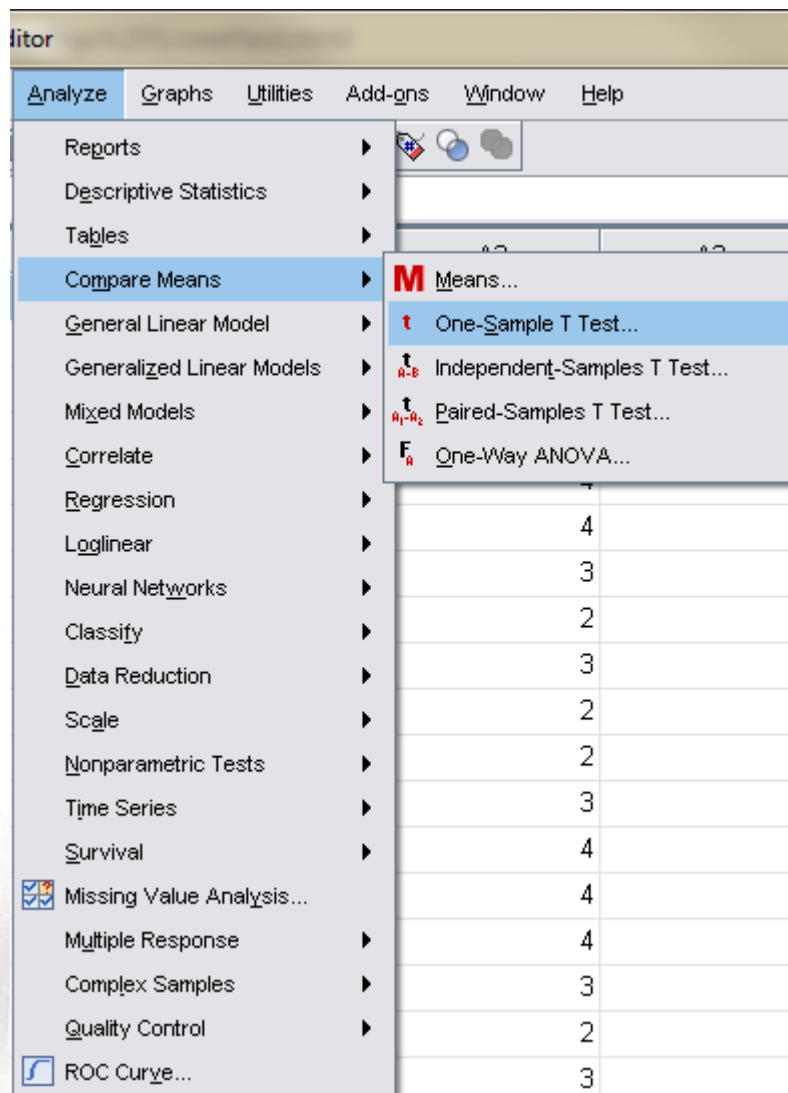 ditor
Analyze Graphs Utilities Add-ons Window Help
Reports
Descriptive Statistics
Tables
Compare Means
General Linear Model
Generalized Linear Models
Mixed Models
Correlate
Regression
Loglinear
Neural Networks
Classify
Data Reduction
Scale
Nonparametric Tests
Time Series
Survival
Missing Value Analysis...
Multiple Response
Complex Samples
Quality Control
ROC Curve...
M Means...
t One-Sample T Test...
t A-B Independent-Samples T Test...
t A1-A2 Paired-Samples T Test...
F A One-Way ANOVA...
4
3
2
3
2
2
3
4
4
4
3
2
3